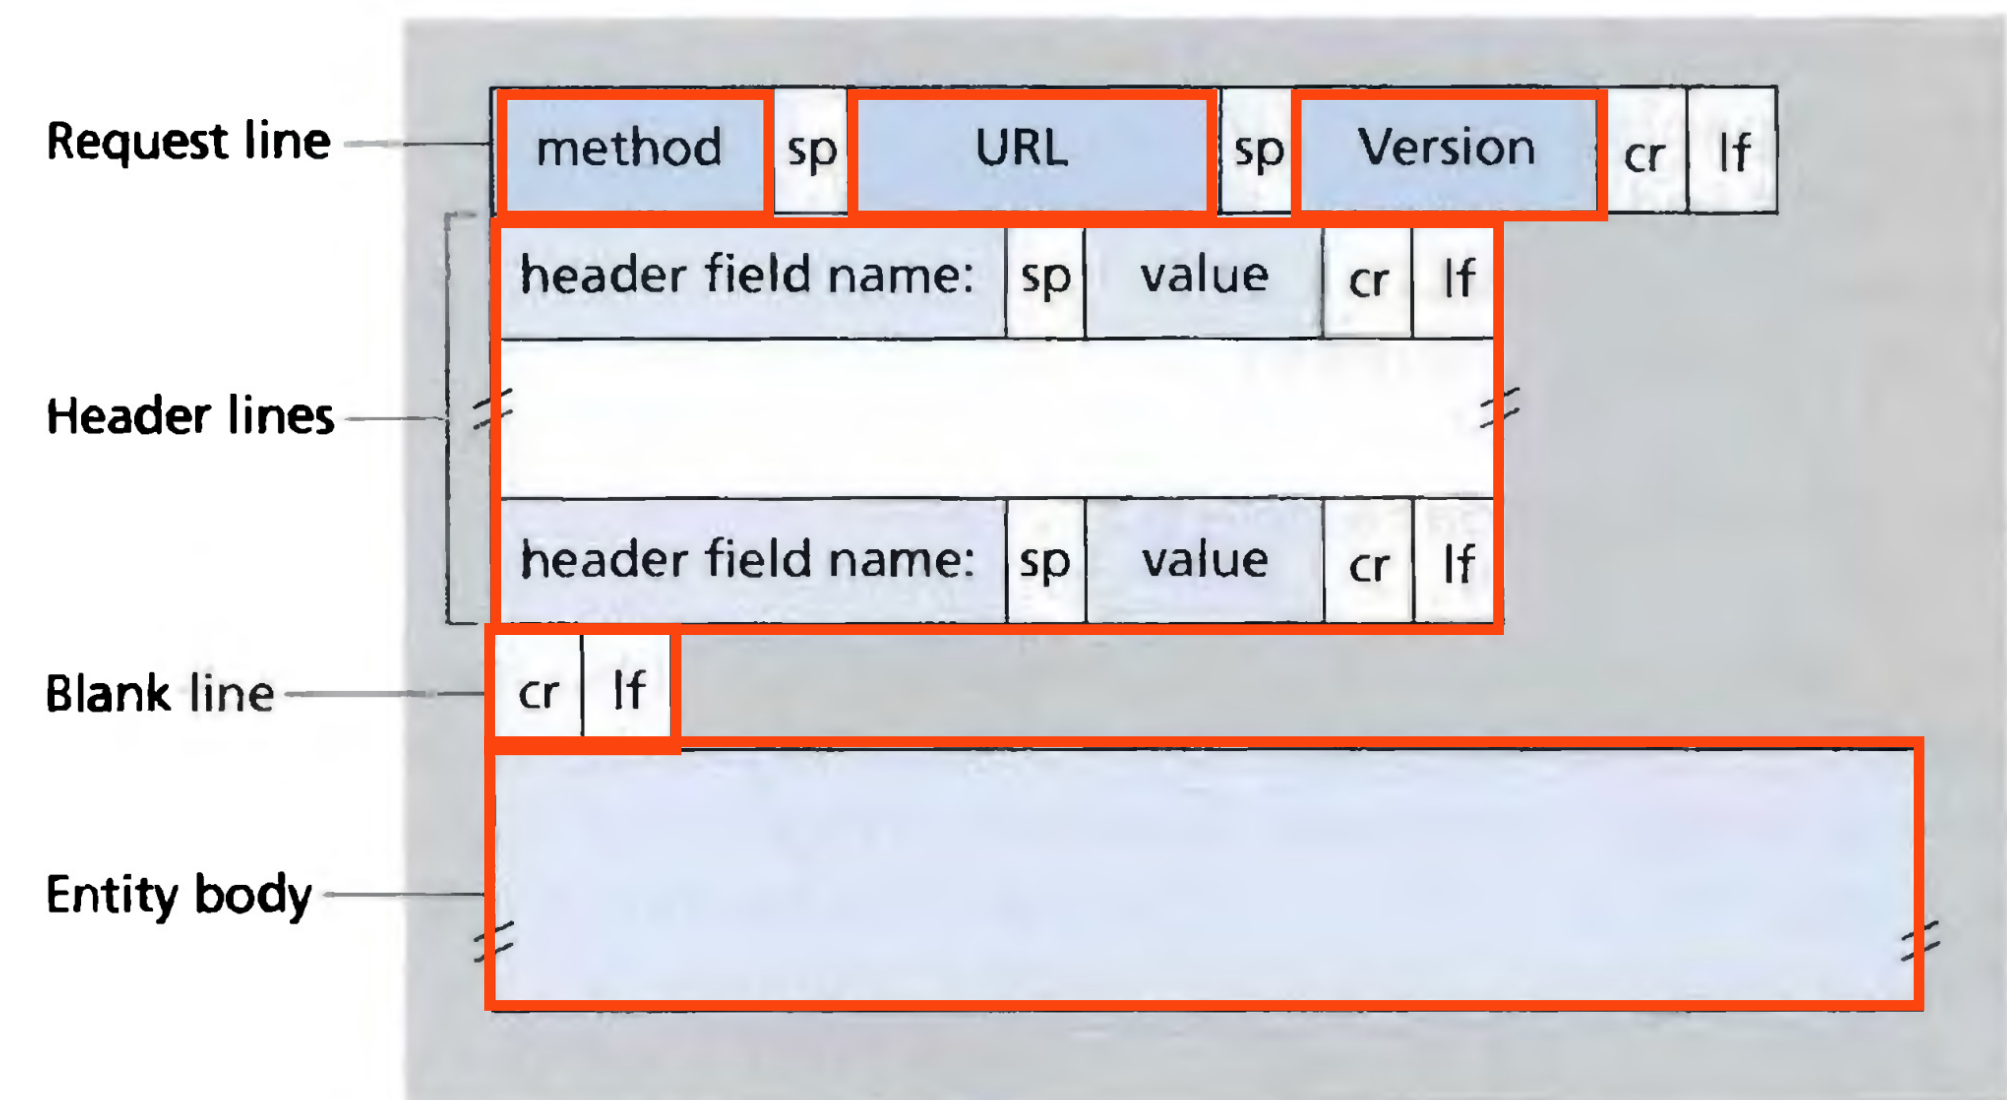 Request line method sp URL sp Version cr lf
header field name: sp value cr lf
Header lines
header field name: sp value cr lf
Blank line cr lf
Entity body